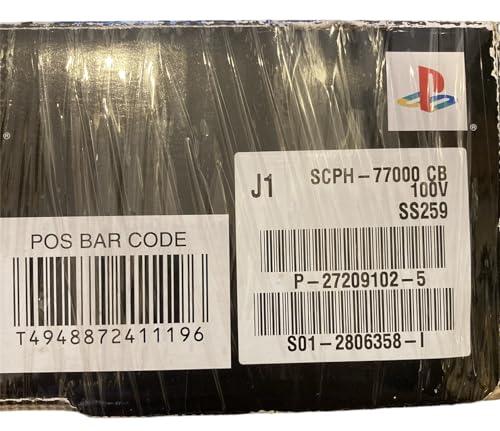 ®
®
J1
SCPH-77000 CB
100V
SS259
P-27209102-5
S01-2806358-I
POS BAR CODE
T4948872411196